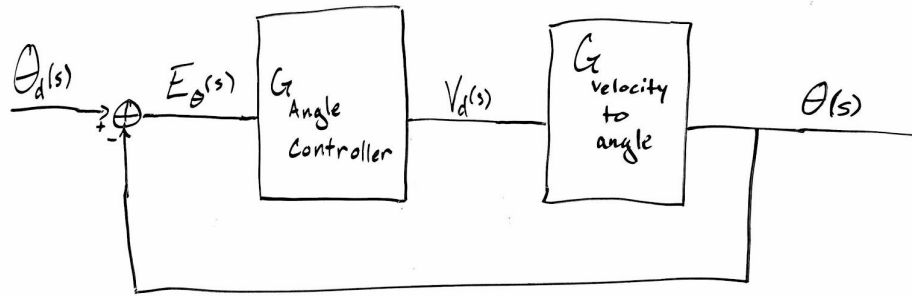 θd(s)
+
-
Eθ(s)
G
Angle
Controller
Vd(s)
G
velocity
to
angle
θ(s)